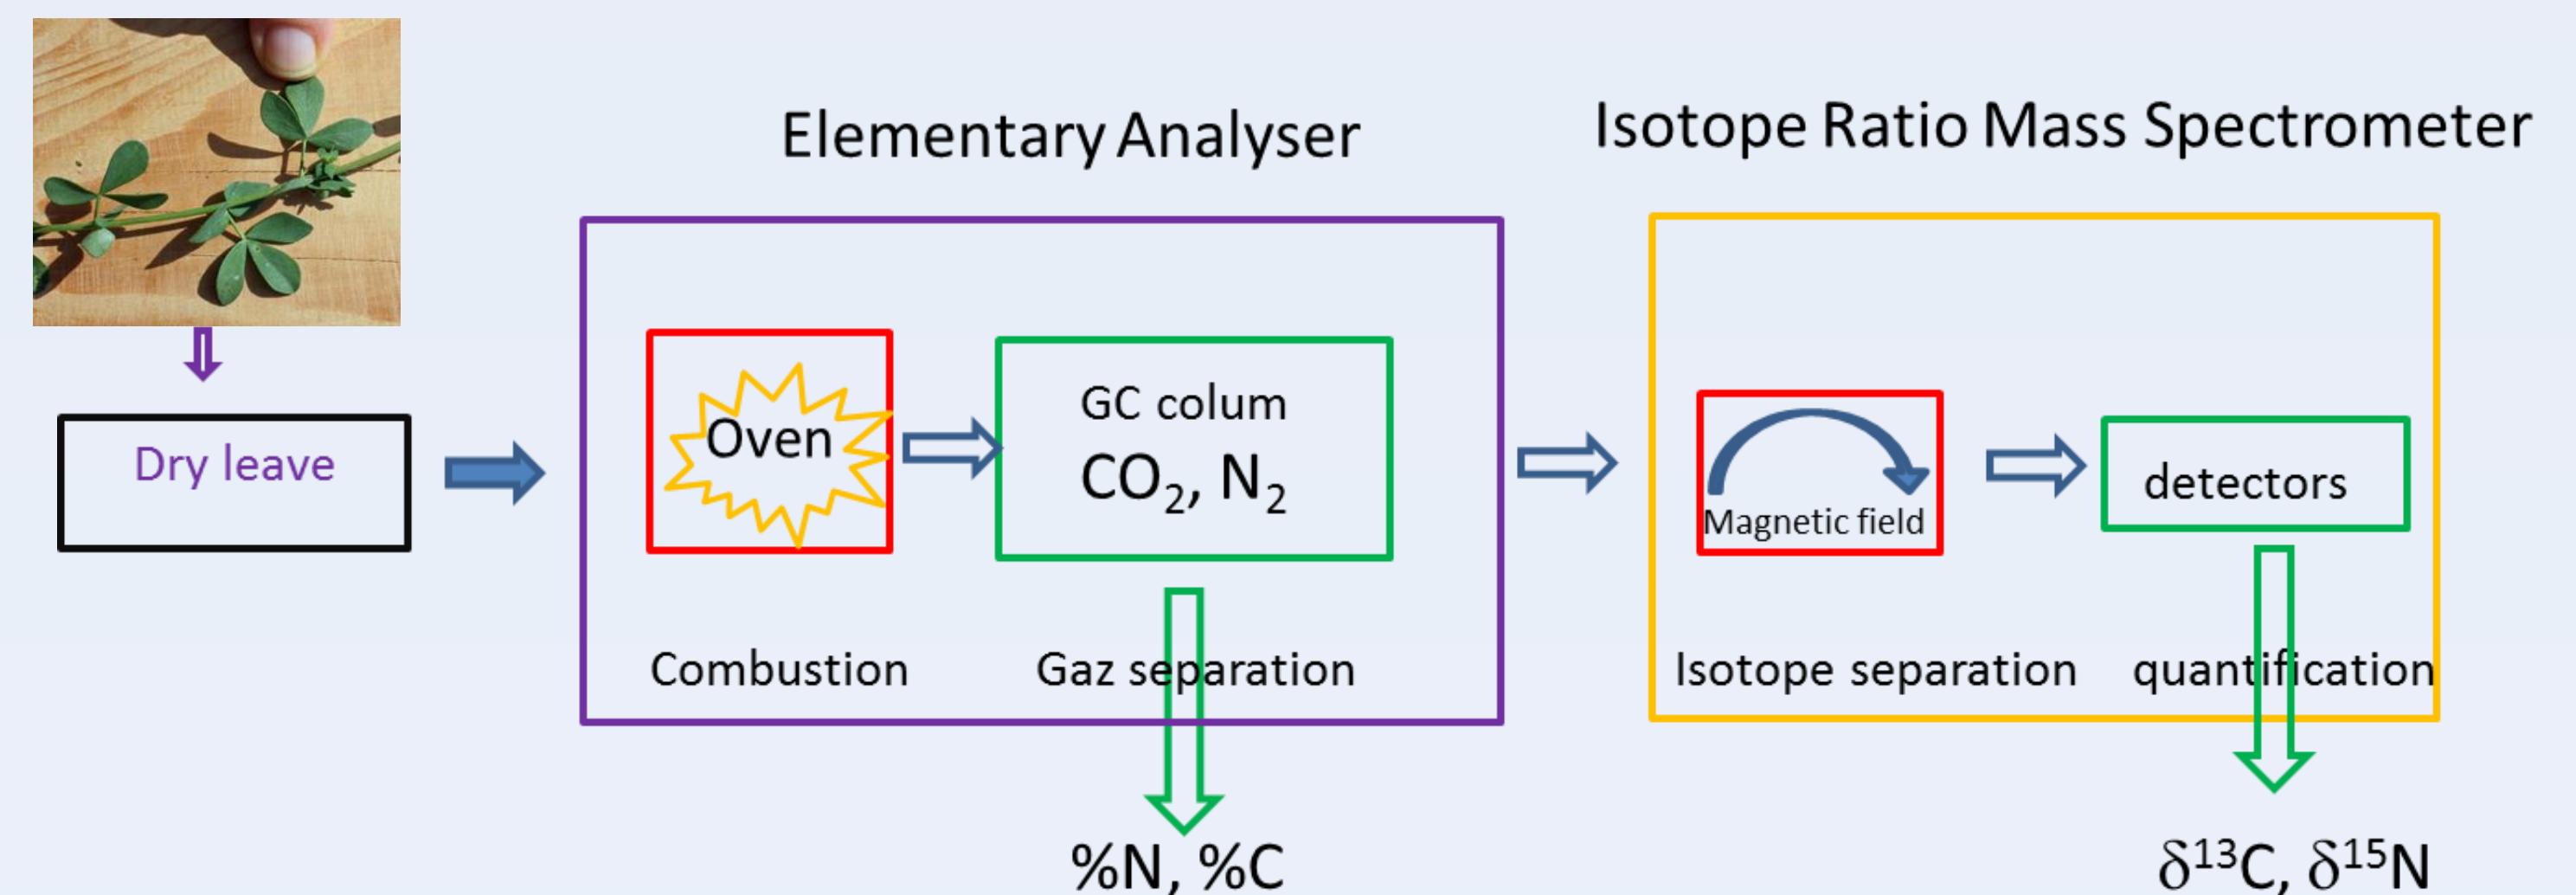 Elementary Analyser
Isotope Ratio Mass Spectrometer
Dry leave
Oven
GC colum
CO₂, N₂
Magnetic field
detectors
Combustion
Gaz separation
Isotope separation
quantification
%N, %C
δ¹³C, δ¹⁵N